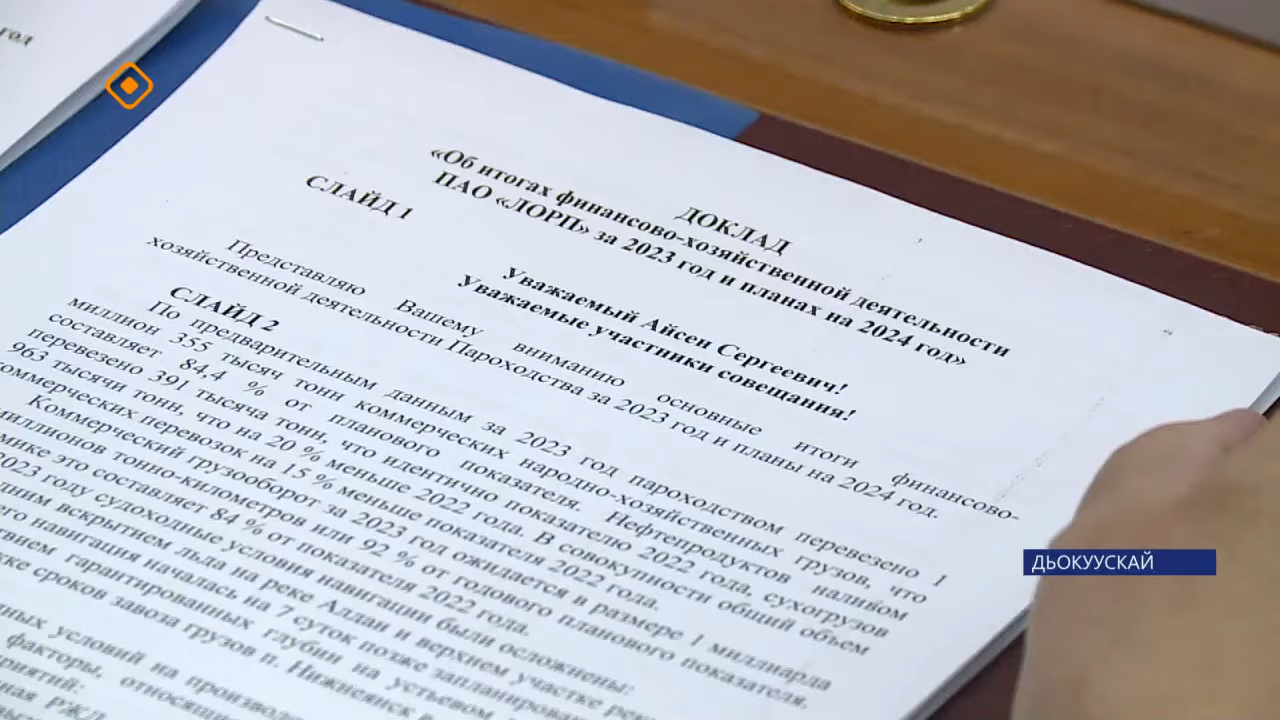 год
ДОКЛАД
«Об итогах финансово-хозяйственной деятельности
ПАО «ЛОРП» за 2023 год и планах на 2024 год»
СЛАЙД 1
Уважаемый Айсен Сергеевич!
Уважаемые участники совещания!
Представляю Вашему вниманию основные итоги финансово-
хозяйственной деятельности Пароходства за 2023 год и планы на 2024 год.
СЛАЙД 2
По предварительным данным за 2023 год пароходством перевезено 1
миллион 355 тысяч тонн коммерческих народно-хозяйственных грузов, что
составляет 84,4 % от планового показателя. Нефтепродуктов наливом
перевезено 391 тысяча тонн, что идентично показателю 2022 года, сухогрузов
963 тысячи тонн, что на 20 % меньше 2022 года. В совокупности общий объем
коммерческих перевозок на 15 % меньше показателя 2022 года.
Коммерческий грузооборот за 2023 год ожидается в размере 1 миллиарда
миллионов тонно-километров или 92 % от годового планового показателя,
это составляет 84 % от показателя 2022 года.
2023 году судоходные условия навигации были осложнены:
вскрытием льда на реке Алдан и верхнем участке
навигация началась на 7 суток позже
гарантированных глубин на устьевом
сроков завоза грузов п. Нижнеянск в
условий на
факторы,
РЖД
ДЬОКУУСКАЙ